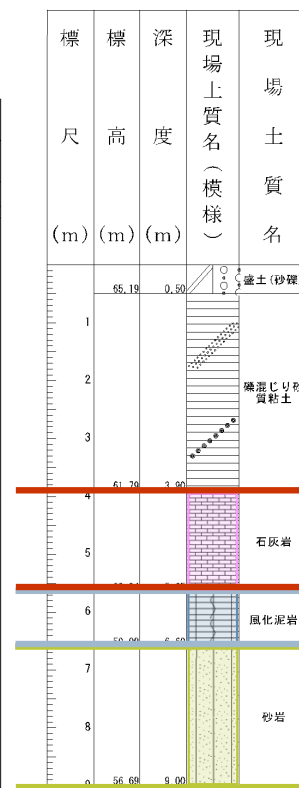 標尺(m)
標高(m)
深度(m)
現場土質名(模様)
現場土質名
65.19 0.50 盛土(砂礫
1
2
礫混じり砂
質粘土
3
61.79 3.90
4
5
石灰岩
6
風化泥岩
7
砂岩
8
56.69 9.00